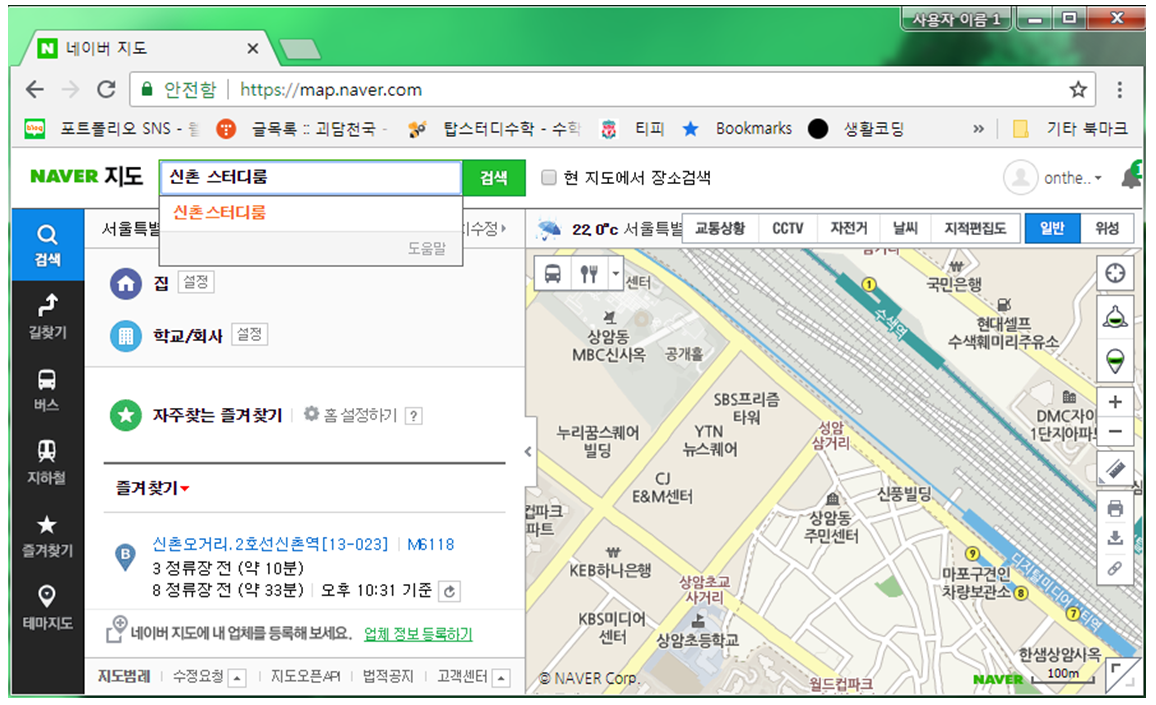 사용자 이름 1
네이버 지도
안전함 https://map.naver.com
blog 포트폴리오 SNS - 글목록 :: 괴담천국 - 탑스터디수학 - 수학 티피 Bookmarks 생활코딩 » 기타 북마크
NAVER 지도 신촌 스터디룸 검색 현 지도에서 장소검색 onthe..
신촌 스터디룸
도움말
서울특별 수정
22.0℃ 서울특별 교통상황 CCTV 자전거 날씨 지적편집도 일반 위성
검색
길찾기
버스
지하철
즐겨찾기
테마지도
집 설정
학교/회사 설정
자주찾는 즐겨찾기 홈 설정하기 ?
즐겨찾기
B 신촌오거리.2호선신촌역[13-023] M6118
3 정류장 전 (약 10분)
8 정류장 전 (약 33분) 오후 10:31 기준
네이버 지도에 내 업체를 등록해 보세요. 업체 정보 등록하기
지도범례 수정요청 지도오픈API 법적공지 고객센터
센터
삼거리
국민은행
1
수색역
현대셀프
수색훼미리주유소
상암동
MBC신사옥
공개홀
SBS프리즘
타워
DMC자이
1단지아파트
누리꿈스퀘어
빌딩
YTN
뉴스퀘어
성암
삼거리
CJ
E&M센터
신풍빌딩
컵파크
파트
상암동
주민센터
KEB하나은행
상암초교
사거리
9
마포구견인
차량보관소
8
7
디지털미디어시티역
KBS미디어
센터
상암초등학교
한샘상암사옥
월드컵파크
© NAVER Corp.
NAVER 100m